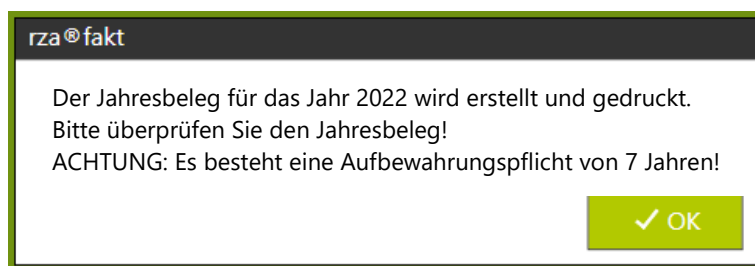 rza®fakt
Der Jahresbeleg für das Jahr 2022 wird erstellt und gedruckt.
Bitte überprüfen Sie den Jahresbeleg!
ACHTUNG: Es besteht eine Aufbewahrungspflicht von 7 Jahren!
✓ OK